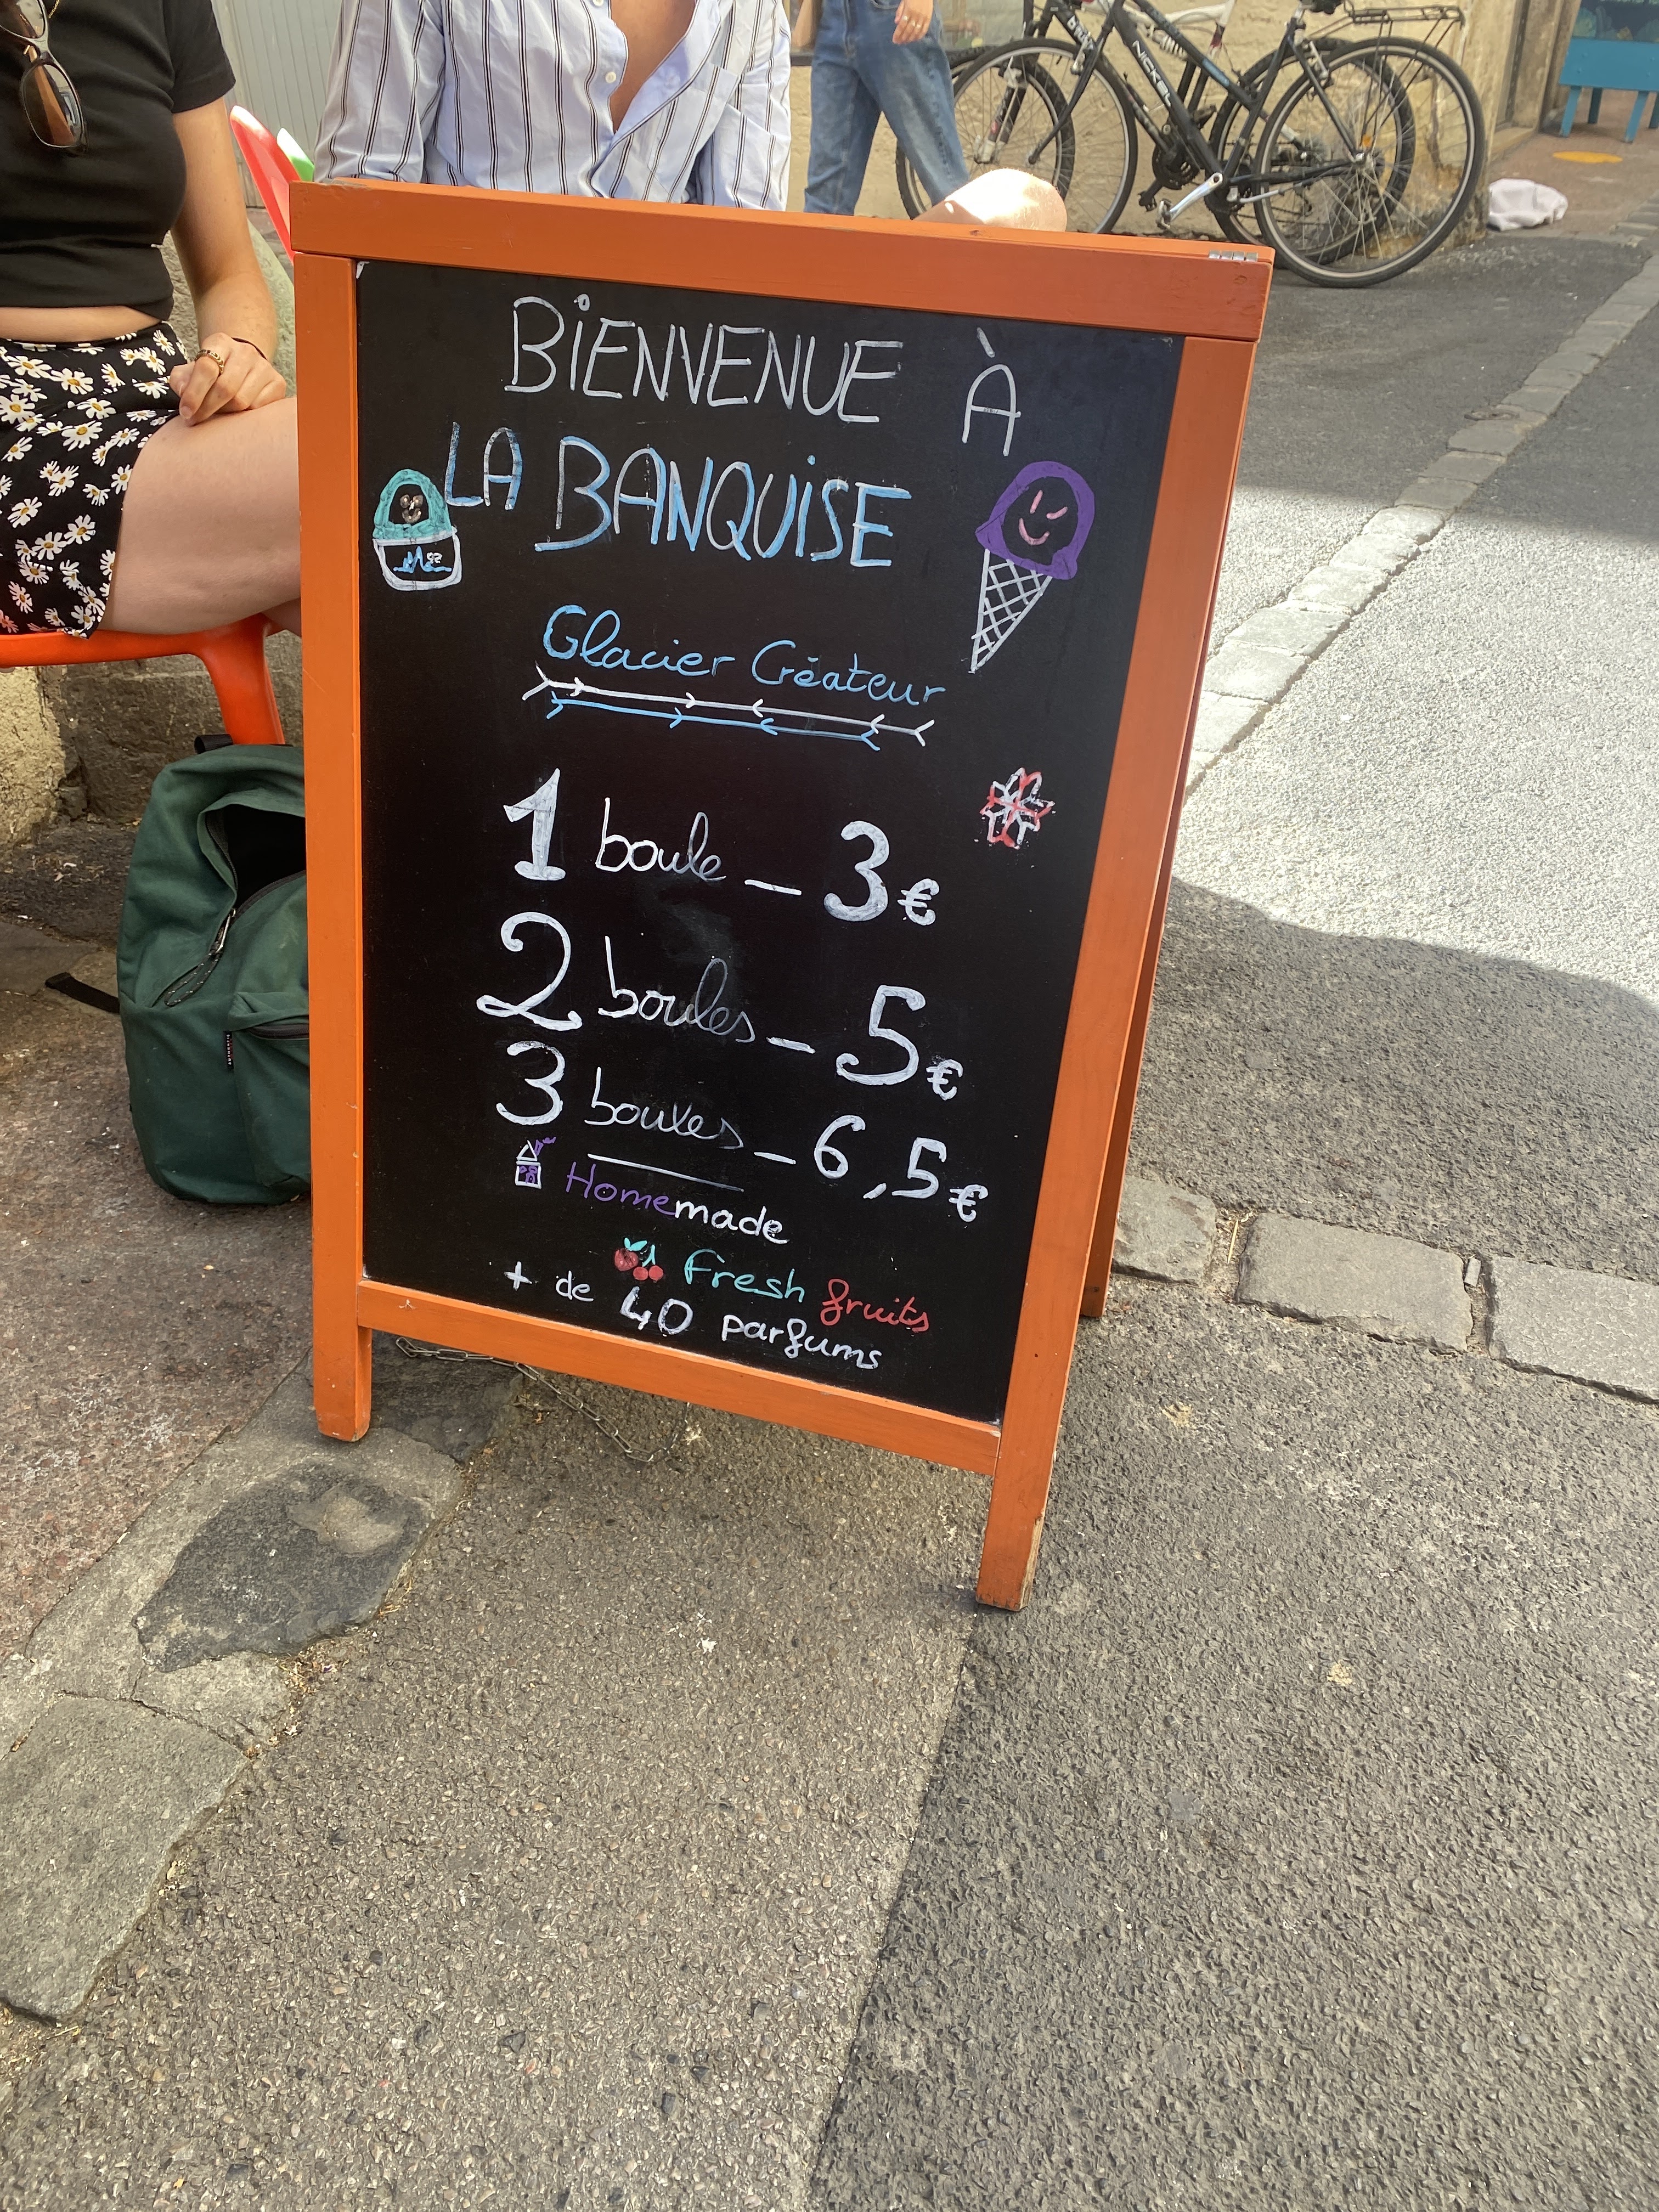 BiENVENUE À
LA BANQUiSE
Glacier Créateur
1 boule - 3€
2 boules - 5€
3 boules - 6,5€
Homemade
Fresh fruits
+ de 40 parfums
NICKEL